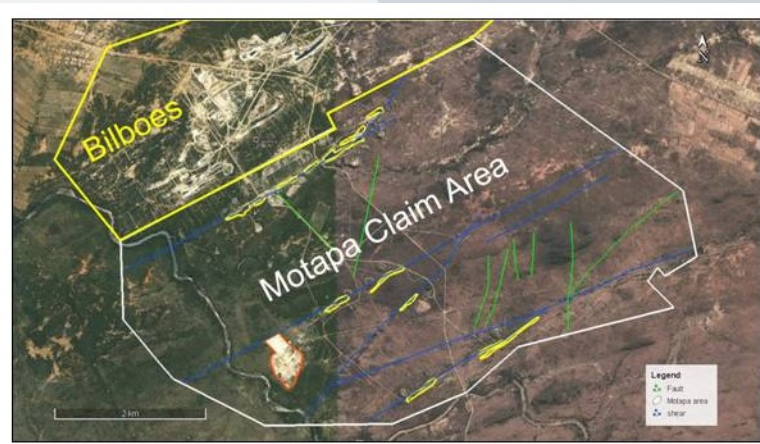 Bilboes
N
Motapa Claim Area
Legend
Fault
Motapa area
shear
2 km